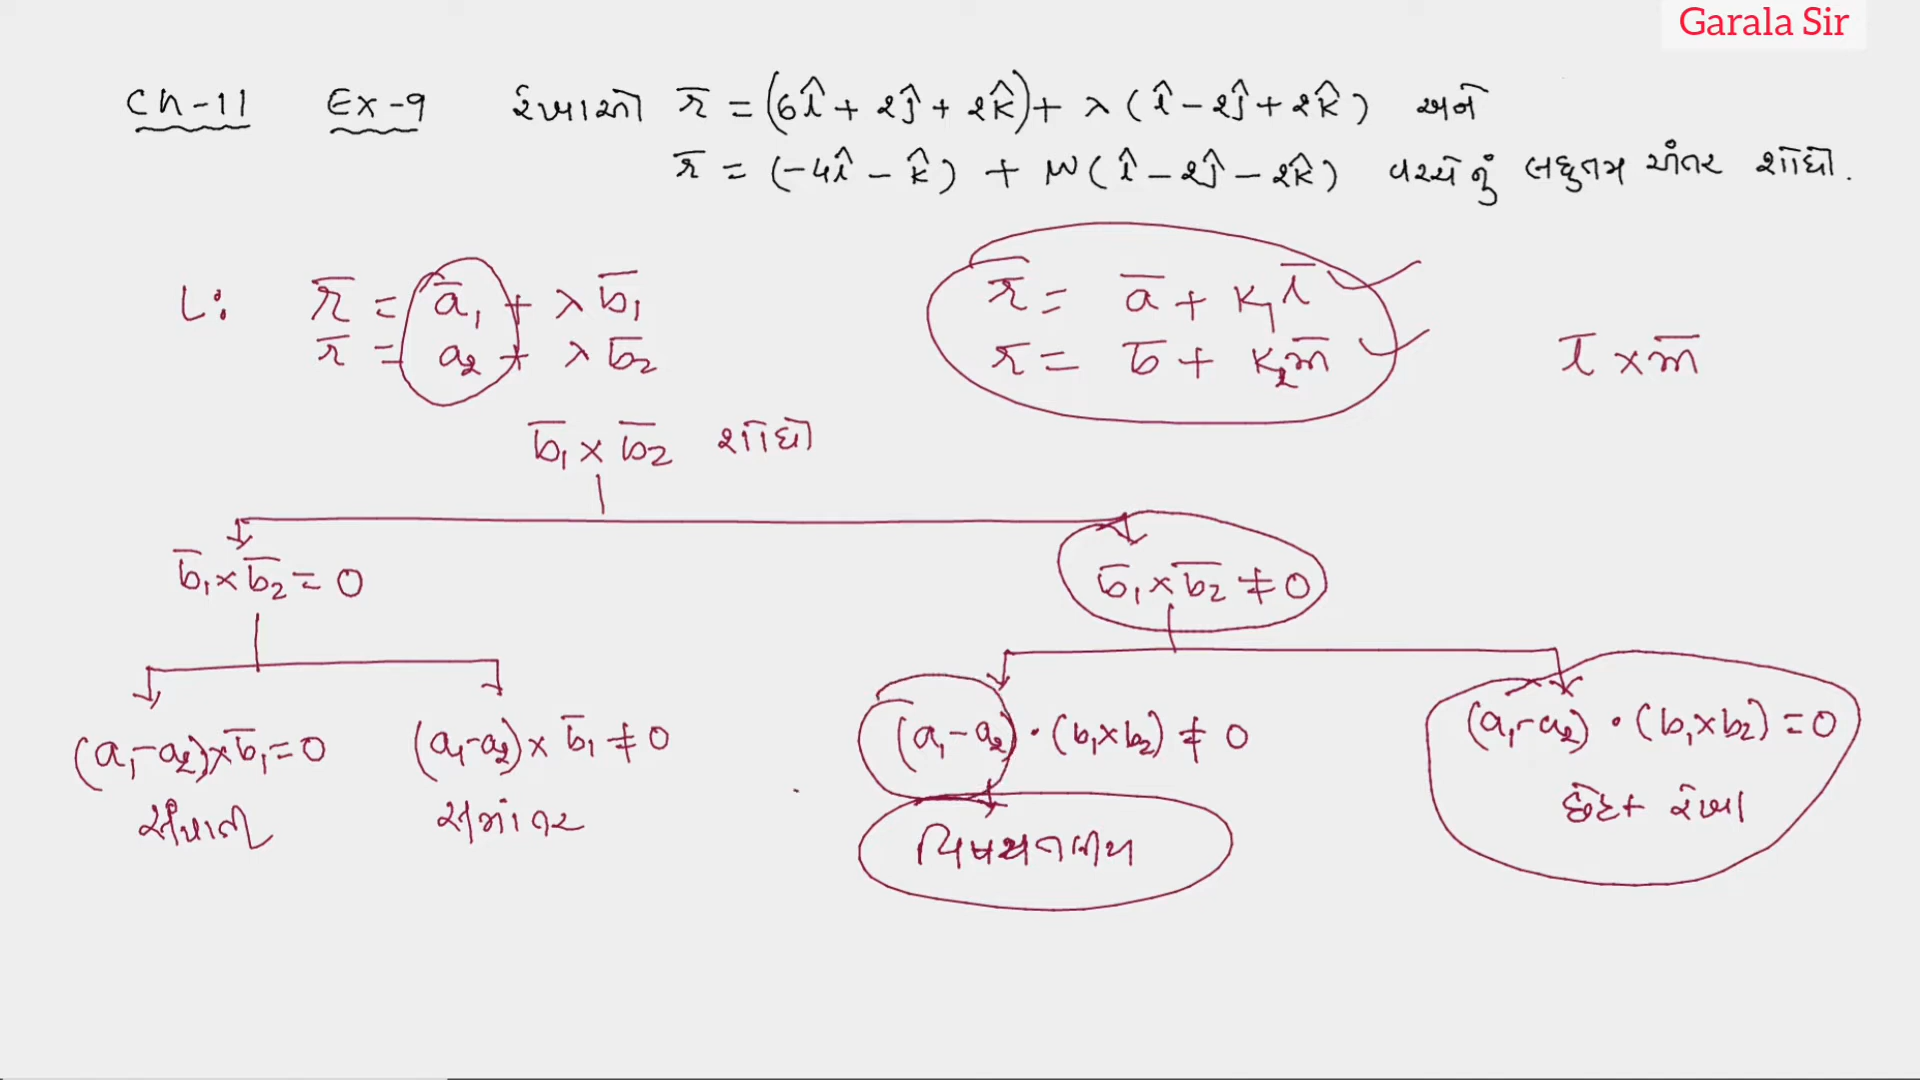 Garala Sir
Ch-11 Ex-9 રેખાઓ r̅ = (6î + 2ĵ + 2k̂) + λ(î - 2ĵ + 2k̂) અને
r̅ = (-4î - k̂) + μ(î - 2ĵ - 2k̂) વચ્ચેનું લઘુતમ અંતર શોધો.
L: r̅ = a̅₁ + λb̅₁
r̅ = a₂ + λb̅₂
r̅ = a̅ + k₁l̅
r̅ = b̅ + k₂m̅
l̅ × m̅
b̅₁ × b̅₂ શોધો
b̅₁ × b̅₂ = 0
b̅₁ × b̅₂ ≠ 0
(a₁-a₂) × b̅₁ = 0
(a₁-a₂) × b̅₁ ≠ 0
(a₁-a₂) · (b₁×b₂) ≠ 0
(a₁-a₂) · (b₁×b₂) = 0
સંપાતી
સમાંતર
વિષમતલીય
છેદક રેખા